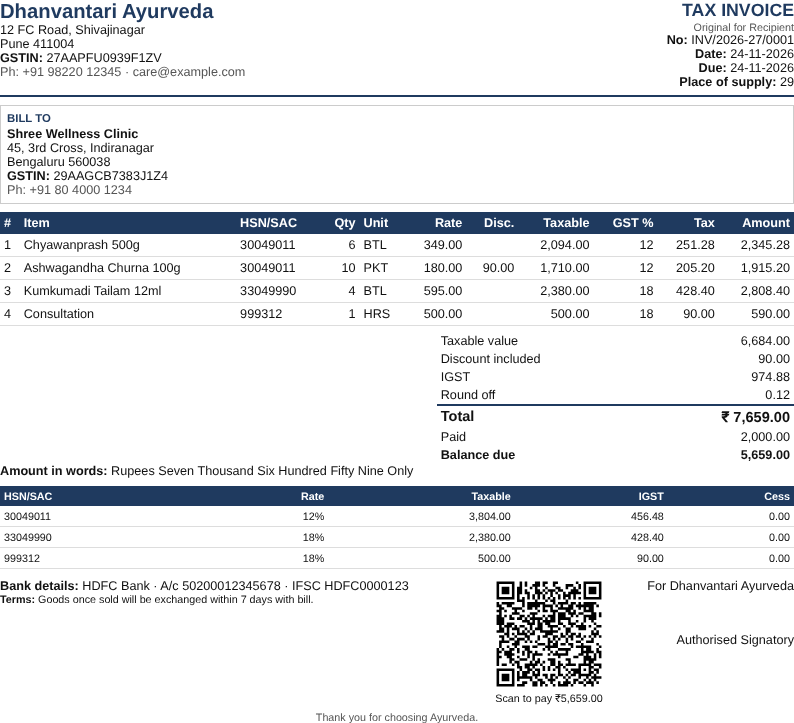 Dhanvantari Ayurveda
12 FC Road, Shivajinagar
Pune 411004
GSTIN: 27AAPFU0939F1ZV
Ph: +91 98220 12345 · care@example.com
TAX INVOICE
Original for Recipient
No: INV/2026-27/0001
Date: 24-11-2026
Due: 24-11-2026
Place of supply: 29
BILL TO
Shree Wellness Clinic
45, 3rd Cross, Indiranagar
Bengaluru 560038
GSTIN: 29AAGCB7383J1Z4
Ph: +91 80 4000 1234
# Item HSN/SAC Qty Unit Rate Disc. Taxable GST % Tax Amount
1 Chyawanprash 500g 30049011 6 BTL 349.00 2,094.00 12 251.28 2,345.28
2 Ashwagandha Churna 100g 30049011 10 PKT 180.00 90.00 1,710.00 12 205.20 1,915.20
3 Kumkumadi Tailam 12ml 33049990 4 BTL 595.00 2,380.00 18 428.40 2,808.40
4 Consultation 999312 1 HRS 500.00 500.00 18 90.00 590.00
Taxable value 6,684.00
Discount included 90.00
IGST 974.88
Round off 0.12
Total ₹ 7,659.00
Paid 2,000.00
Balance due 5,659.00
Amount in words: Rupees Seven Thousand Six Hundred Fifty Nine Only
HSN/SAC Rate Taxable IGST Cess
30049011 12% 3,804.00 456.48 0.00
33049990 18% 2,380.00 428.40 0.00
999312 18% 500.00 90.00 0.00
Bank details: HDFC Bank · A/c 50200012345678 · IFSC HDFC0000123
Terms: Goods once sold will be exchanged within 7 days with bill.
Scan to pay ₹5,659.00
For Dhanvantari Ayurveda
Authorised Signatory
Thank you for choosing Ayurveda.